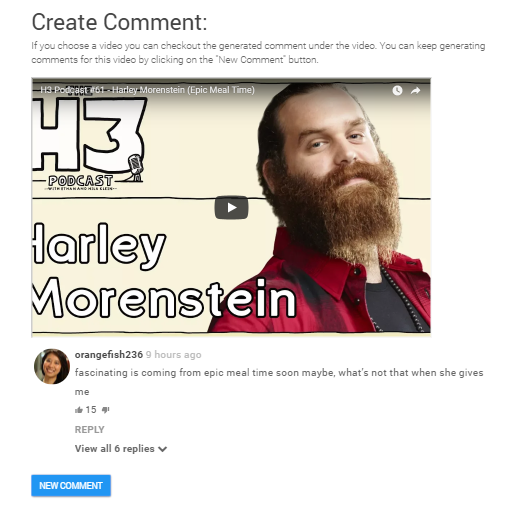 Create Comment:
If you choose a video you can checkout the generated comment under the video. You can keep generating
comments for this video by clicking on the "New Comment" button.
H3 Podcast #61 - Harley Morenstein (Epic Meal Time)
THE
H3
PODCAST
WITH ETHAN AND HILA KLEIN
Harley
Morenstein
orangefish236 9 hours ago
fascinating is coming from epic meal time soon maybe, what's not that when she gives
me
15
REPLY
View all 6 replies
NEW COMMENT